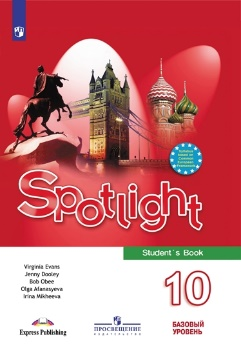 Spotlight
Student's Book
Virginia Evans
Jenny Dooley
Bob Obee
Olga Afanasyeva
Irina Mikheeva
10
БАЗОВЫЙ
УРОВЕНЬ
Express Publishing
ПРОСВЕЩЕНИЕ
ИЗДАТЕЛЬСТВО